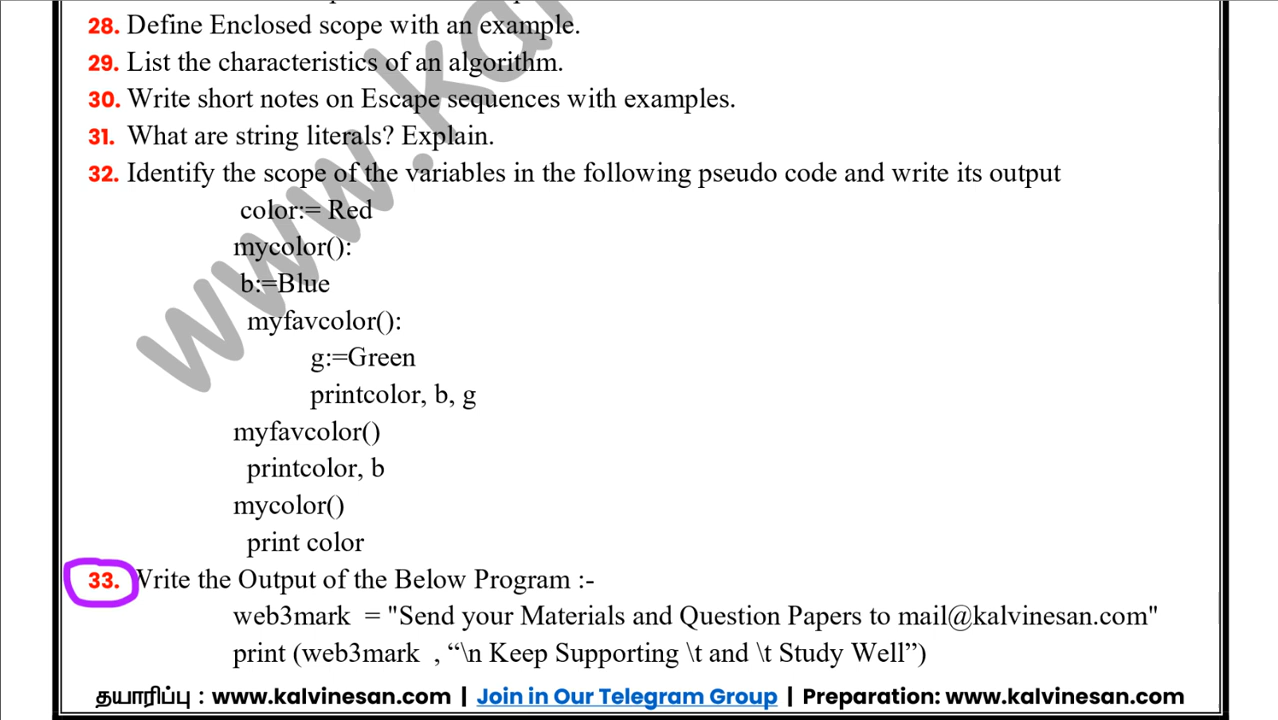 28. Define Enclosed scope with an example.
29. List the characteristics of an algorithm.
30. Write short notes on Escape sequences with examples.
31. What are string literals? Explain.
32. Identify the scope of the variables in the following pseudo code and write its output
color:= Red
mycolor():
b:=Blue
myfavcolor():
g:=Green
printcolor, b, g
myfavcolor()
printcolor, b
mycolor()
print color
33. Write the Output of the Below Program :-
web3mark = "Send your Materials and Question Papers to mail@kalvinesan.com"
print (web3mark , “\n Keep Supporting \t and \t Study Well”)
தயாரிப்பு : www.kalvinesan.com | Join in Our Telegram Group | Preparation: www.kalvinesan.com
www.ka